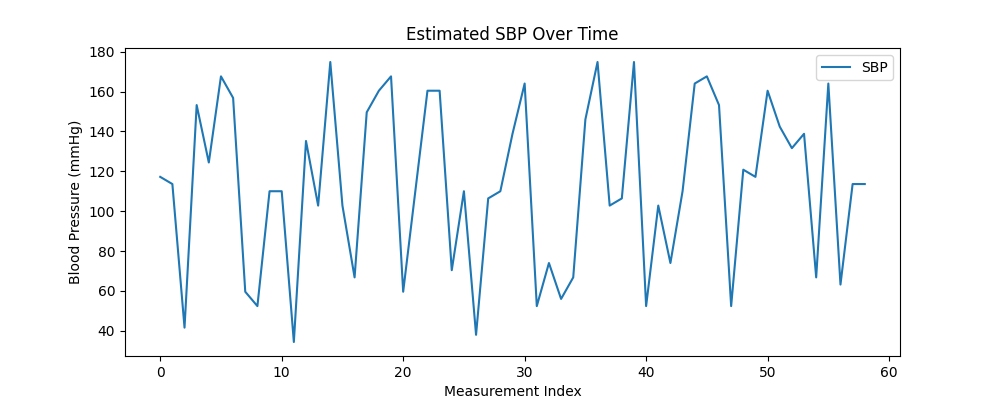 Estimated SBP Over Time
SBP
Blood Pressure (mmHg)
180
160
140
120
100
80
60
40
0 10 20 30 40 50 60
Measurement Index